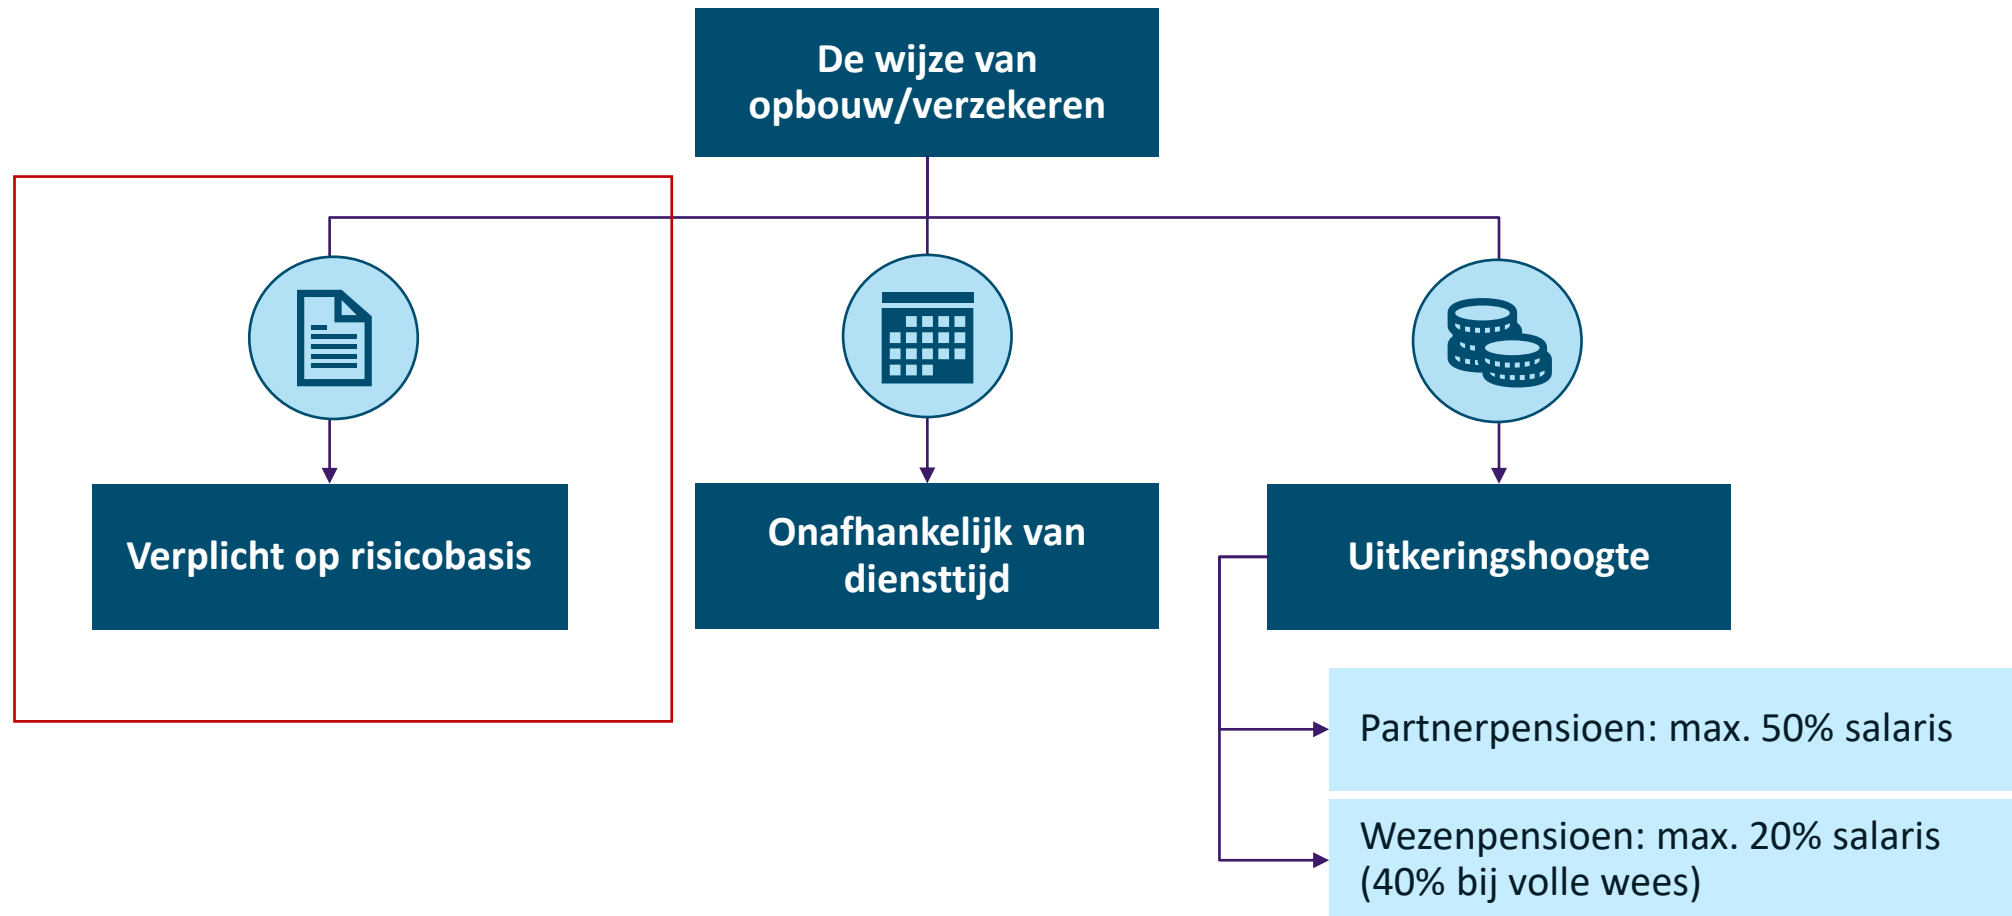 De wijze van
opbouw/verzekeren
Verplicht op risicobasis
Onafhankelijk van
diensttijd
Uitkeringshoogte
Partnerpensioen: max. 50% salaris
Wezenpensioen: max. 20% salaris
(40% bij volle wees)